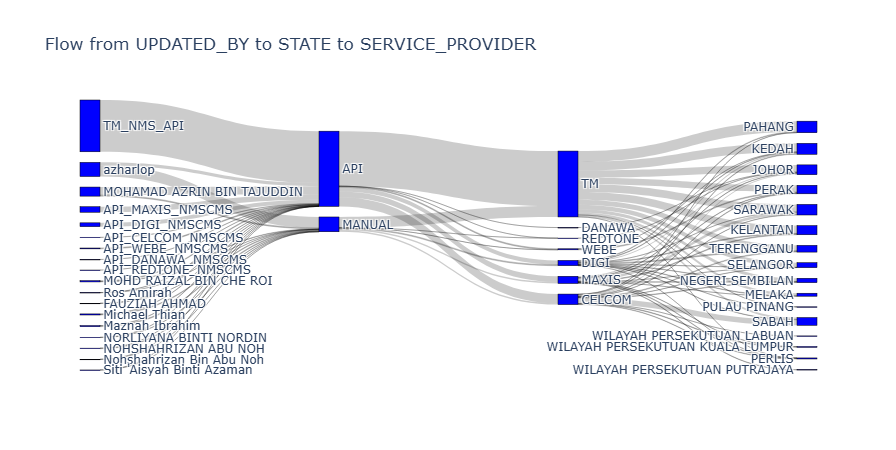 Flow from UPDATED_BY to STATE to SERVICE_PROVIDER
TM_NMS_API
azharlop
MOHAMAD AZRIN BIN TAJUDDIN
API_MAXIS_NMSCMS
API_DIGI_NMSCMS
API_CELCOM_NMSCMS
API_WEBE_NMSCMS
API_DANAWA_NMSCMS
API_REDTONE_NMSCMS
MOHD RAIZAL BIN CHE ROI
Ros Amirah
FAUZIAH AHMAD
Michael Thian
Maznah Ibrahim
NORLIYANA BINTI NORDIN
NOHSHAHRIZAN ABU NOH
Nohshahrizan Bin Abu Noh
Siti Aisyah Binti Azaman
API
MANUAL
TM
DANAWA
REDTONE
WEBE
DIGI
MAXIS
CELCOM
PAHANG
KEDAH
JOHOR
PERAK
SARAWAK
KELANTAN
TERENGGANU
SELANGOR
NEGERI SEMBILAN
MELAKA
PULAU PINANG
SABAH
WILAYAH PERSEKUTUAN LABUAN
WILAYAH PERSEKUTUAN KUALA LUMPUR
PERLIS
WILAYAH PERSEKUTUAN PUTRAJAYA